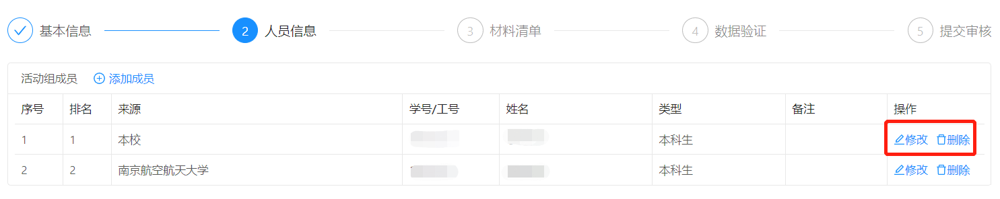 基本信息 2 人员信息 3 材料清单 4 数据验证 5 提交审核
活动组成员 添加成员
序号 排名 来源 学号/工号 姓名 类型 备注 操作
1 1 本校 本科生 修改 删除
2 2 南京航空航天大学 本科生 修改 删除